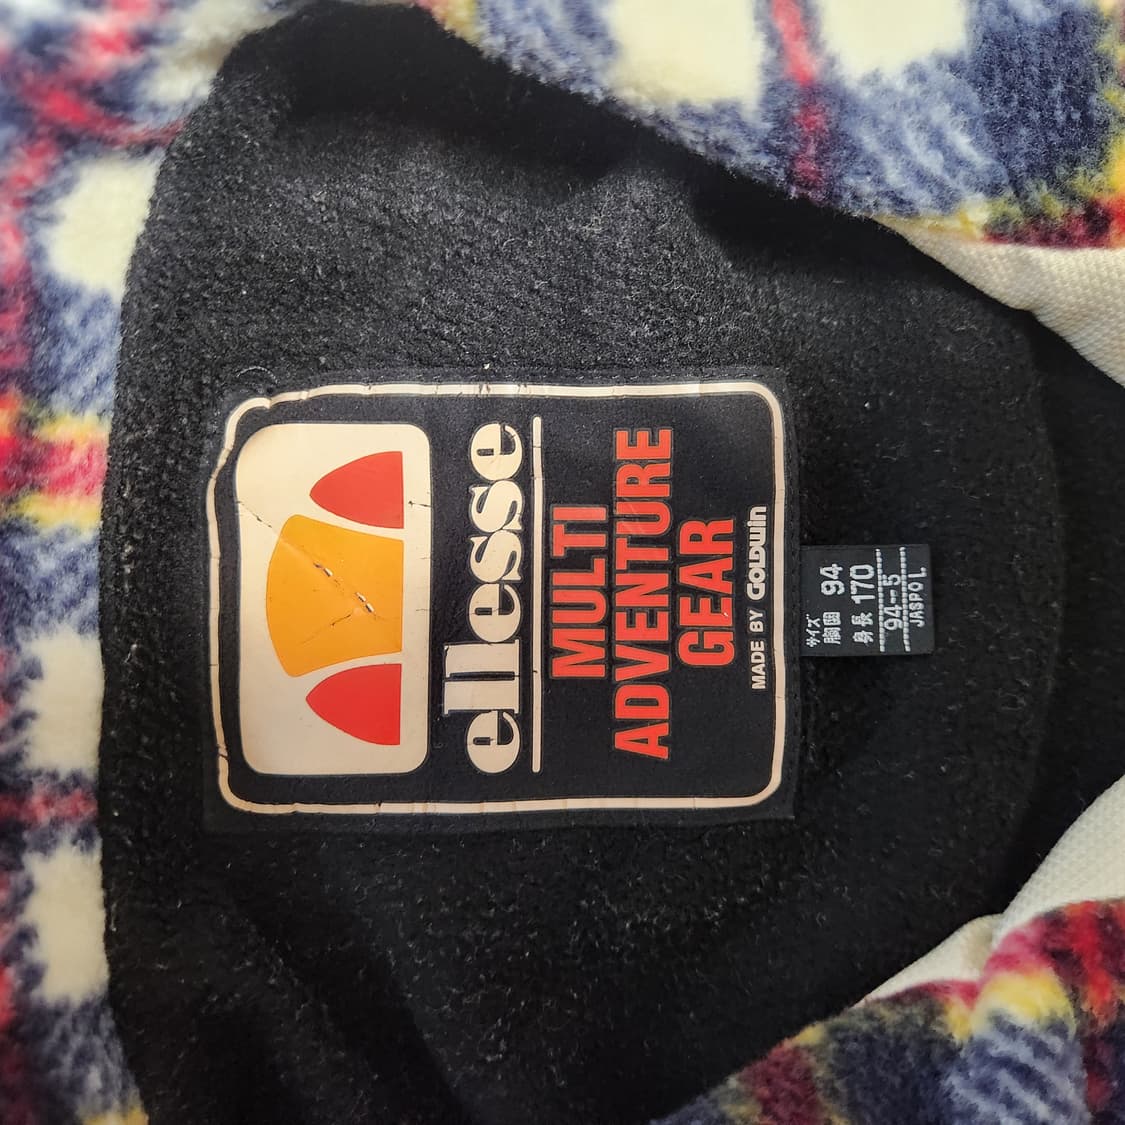 ellesse
MULTI
ADVENTURE
GEAR
MADE BY GOLDWIN
サイズ
胸囲 94
身長 170
94-5
JASPO L